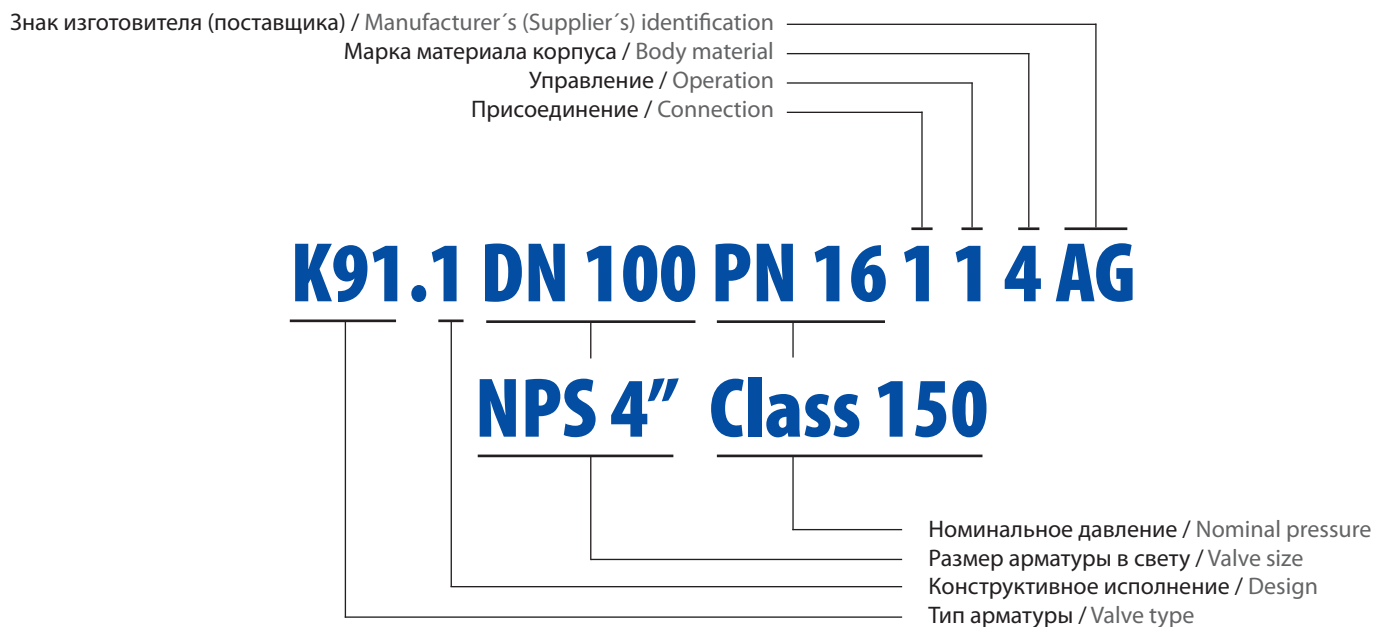 Знак изготовителя (поставщика) / Manufacturer´s (Supplier´s) identification
Марка материала корпуса / Body material
Управление / Operation
Присоединение / Connection
K91.1 DN 100 PN 16 1 1 4 AG
NPS 4” Class 150
Номинальное давление / Nominal pressure
Размер арматуры в свету / Valve size
Конструктивное исполнение / Design
Тип арматуры / Valve type